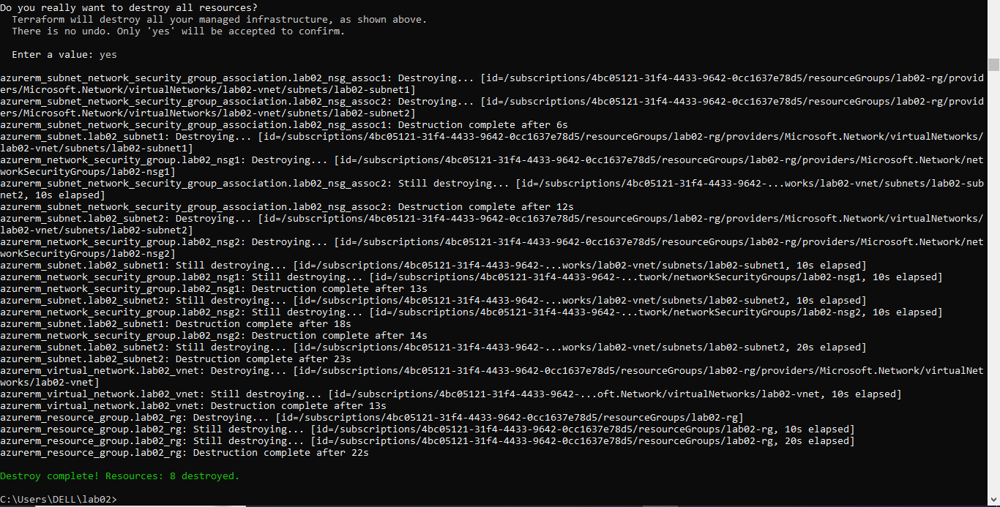 Do you really want to destroy all resources?
  Terraform will destroy all your managed infrastructure, as shown above.
  There is no undo. Only 'yes' will be accepted to confirm.

  Enter a value: yes

azurerm_subnet_network_security_group_association.lab02_nsg_assoc1: Destroying... [id=/subscriptions/4bc05121-31f4-4433-9642-0cc1637e78d5/resourceGroups/lab02-rg/provid
ers/Microsoft.Network/virtualNetworks/lab02-vnet/subnets/lab02-subnet1]
azurerm_subnet_network_security_group_association.lab02_nsg_assoc2: Destroying... [id=/subscriptions/4bc05121-31f4-4433-9642-0cc1637e78d5/resourceGroups/lab02-rg/provid
ers/Microsoft.Network/virtualNetworks/lab02-vnet/subnets/lab02-subnet2]
azurerm_subnet_network_security_group_association.lab02_nsg_assoc1: Destruction complete after 6s
azurerm_subnet.lab02_subnet1: Destroying... [id=/subscriptions/4bc05121-31f4-4433-9642-0cc1637e78d5/resourceGroups/lab02-rg/providers/Microsoft.Network/virtualNetworks/
lab02-vnet/subnets/lab02-subnet1]
azurerm_network_security_group.lab02_nsg1: Destroying... [id=/subscriptions/4bc05121-31f4-4433-9642-0cc1637e78d5/resourceGroups/lab02-rg/providers/Microsoft.Network/net
workSecurityGroups/lab02-nsg1]
azurerm_subnet_network_security_group_association.lab02_nsg_assoc2: Still destroying... [id=/subscriptions/4bc05121-31f4-4433-9642-...works/lab02-vnet/subnets/lab02-sub
net2, 10s elapsed]
azurerm_subnet_network_security_group_association.lab02_nsg_assoc2: Destruction complete after 12s
azurerm_subnet.lab02_subnet2: Destroying... [id=/subscriptions/4bc05121-31f4-4433-9642-0cc1637e78d5/resourceGroups/lab02-rg/providers/Microsoft.Network/virtualNetworks/
lab02-vnet/subnets/lab02-subnet2]
azurerm_network_security_group.lab02_nsg2: Destroying... [id=/subscriptions/4bc05121-31f4-4433-9642-0cc1637e78d5/resourceGroups/lab02-rg/providers/Microsoft.Network/net
workSecurityGroups/lab02-nsg2]
azurerm_subnet.lab02_subnet1: Still destroying... [id=/subscriptions/4bc05121-31f4-4433-9642-...works/lab02-vnet/subnets/lab02-subnet1, 10s elapsed]
azurerm_network_security_group.lab02_nsg1: Still destroying... [id=/subscriptions/4bc05121-31f4-4433-9642-...twork/networkSecurityGroups/lab02-nsg1, 10s elapsed]
azurerm_network_security_group.lab02_nsg1: Destruction complete after 13s
azurerm_subnet.lab02_subnet2: Still destroying... [id=/subscriptions/4bc05121-31f4-4433-9642-...works/lab02-vnet/subnets/lab02-subnet2, 10s elapsed]
azurerm_network_security_group.lab02_nsg2: Still destroying... [id=/subscriptions/4bc05121-31f4-4433-9642-...twork/networkSecurityGroups/lab02-nsg2, 10s elapsed]
azurerm_subnet.lab02_subnet1: Destruction complete after 18s
azurerm_network_security_group.lab02_nsg2: Destruction complete after 14s
azurerm_subnet.lab02_subnet2: Still destroying... [id=/subscriptions/4bc05121-31f4-4433-9642-...works/lab02-vnet/subnets/lab02-subnet2, 20s elapsed]
azurerm_subnet.lab02_subnet2: Destruction complete after 23s
azurerm_virtual_network.lab02_vnet: Destroying... [id=/subscriptions/4bc05121-31f4-4433-9642-0cc1637e78d5/resourceGroups/lab02-rg/providers/Microsoft.Network/virtualNet
works/lab02-vnet]
azurerm_virtual_network.lab02_vnet: Still destroying... [id=/subscriptions/4bc05121-31f4-4433-9642-...oft.Network/virtualNetworks/lab02-vnet, 10s elapsed]
azurerm_virtual_network.lab02_vnet: Destruction complete after 13s
azurerm_resource_group.lab02_rg: Destroying... [id=/subscriptions/4bc05121-31f4-4433-9642-0cc1637e78d5/resourceGroups/lab02-rg]
azurerm_resource_group.lab02_rg: Still destroying... [id=/subscriptions/4bc05121-31f4-4433-9642-0cc1637e78d5/resourceGroups/lab02-rg, 10s elapsed]
azurerm_resource_group.lab02_rg: Still destroying... [id=/subscriptions/4bc05121-31f4-4433-9642-0cc1637e78d5/resourceGroups/lab02-rg, 20s elapsed]
azurerm_resource_group.lab02_rg: Destruction complete after 22s

Destroy complete! Resources: 8 destroyed.

C:\Users\DELL\lab02>